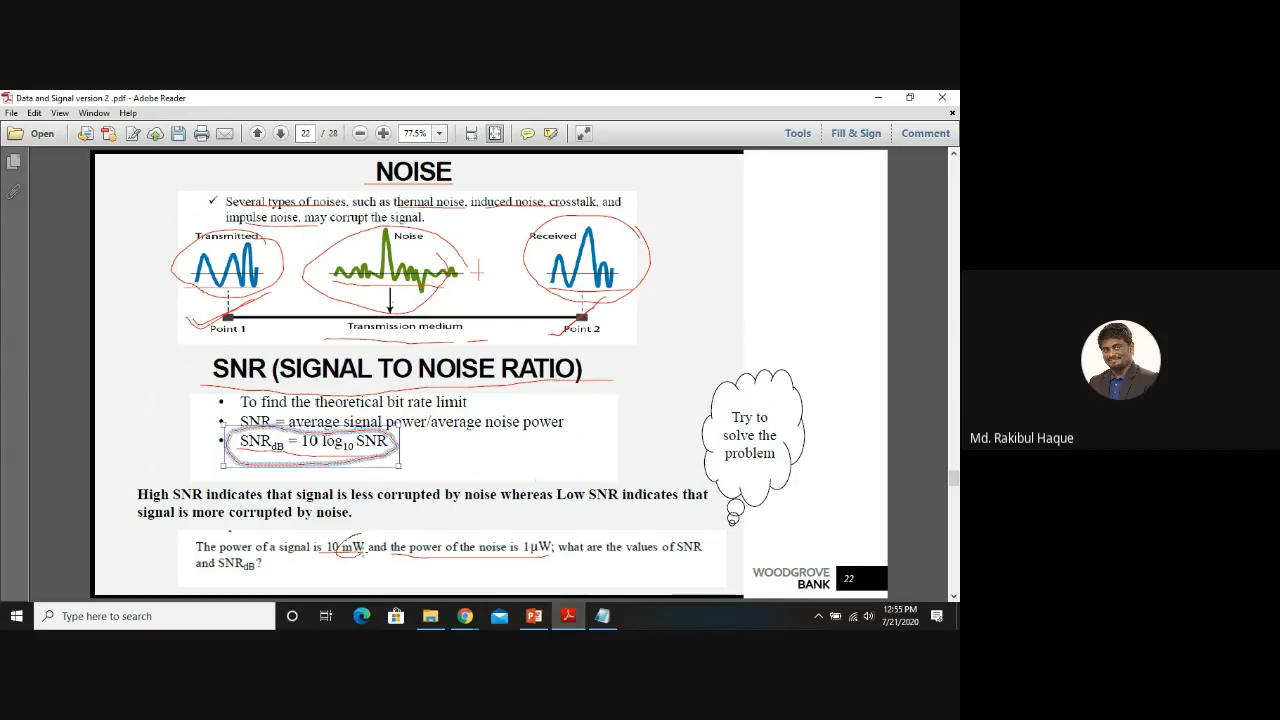 Data and Signal version 2 .pdf - Adobe Reader
File Edit View Window Help
Open 22 / 28 77.5% Tools Fill & Sign Comment
NOISE
✓ Several types of noises, such as thermal noise, induced noise, crosstalk, and
impulse noise, may corrupt the signal.
Transmitted Noise Received
Point 1 Transmission medium Point 2
SNR (SIGNAL TO NOISE RATIO)
• To find the theoretical bit rate limit
• SNR = average signal power/average noise power
• SNRdB = 10 log10 SNR
Try to
solve the
problem
High SNR indicates that signal is less corrupted by noise whereas Low SNR indicates that
signal is more corrupted by noise.
The power of a signal is 10 mW and the power of the noise is 1 μW; what are the values of SNR
and SNRdB?
WOODGROVE
BANK
22
Md. Rakibul Haque
Type here to search
12:55 PM
7/21/2020